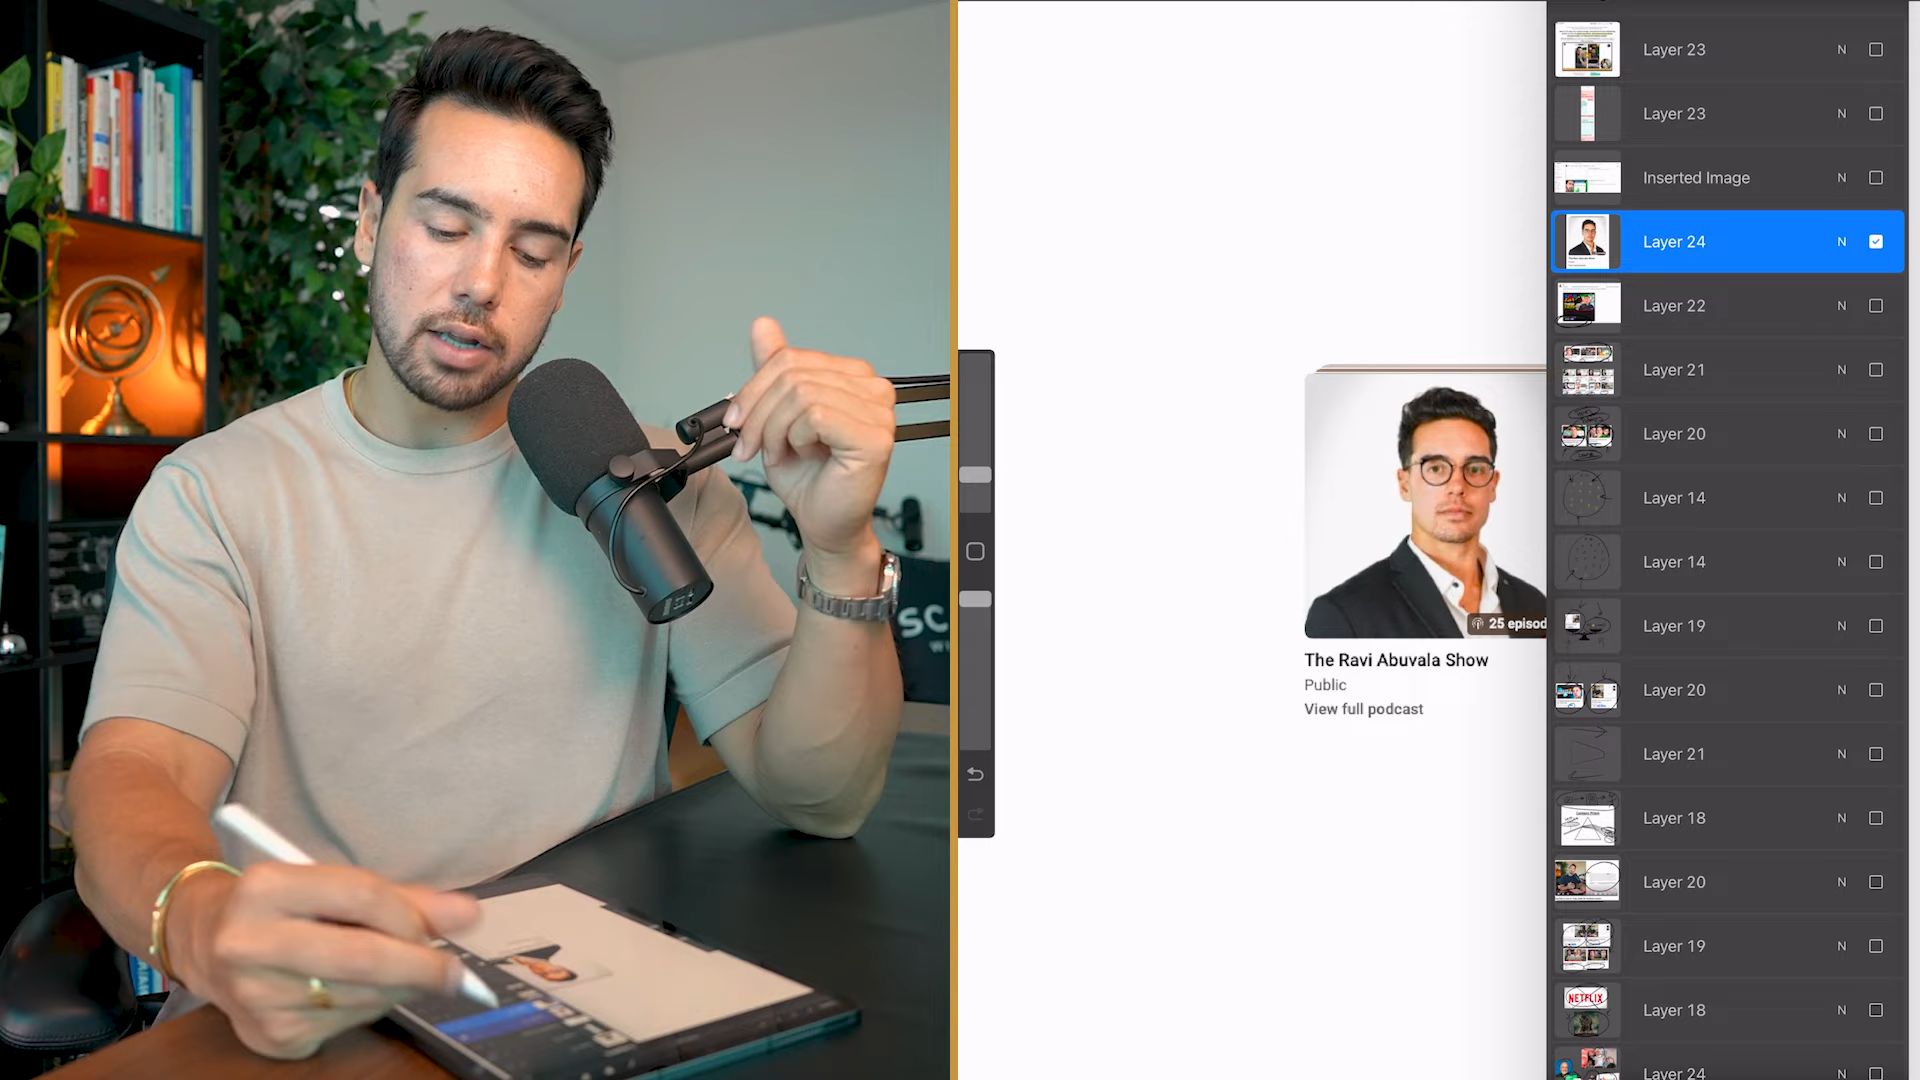 SC
Layer 23 N
Layer 23 N
Inserted Image N
Layer 24 N
Layer 22 N
Layer 21 N
Layer 20 N
Layer 14 N
Layer 14 N
Layer 19 N
Layer 20 N
Layer 21 N
Layer 18 N
Layer 20 N
Layer 19 N
NETFLIX
Layer 18 N
Layer 24 N
25 episod
The Ravi Abuvala Show
Public
View full podcast